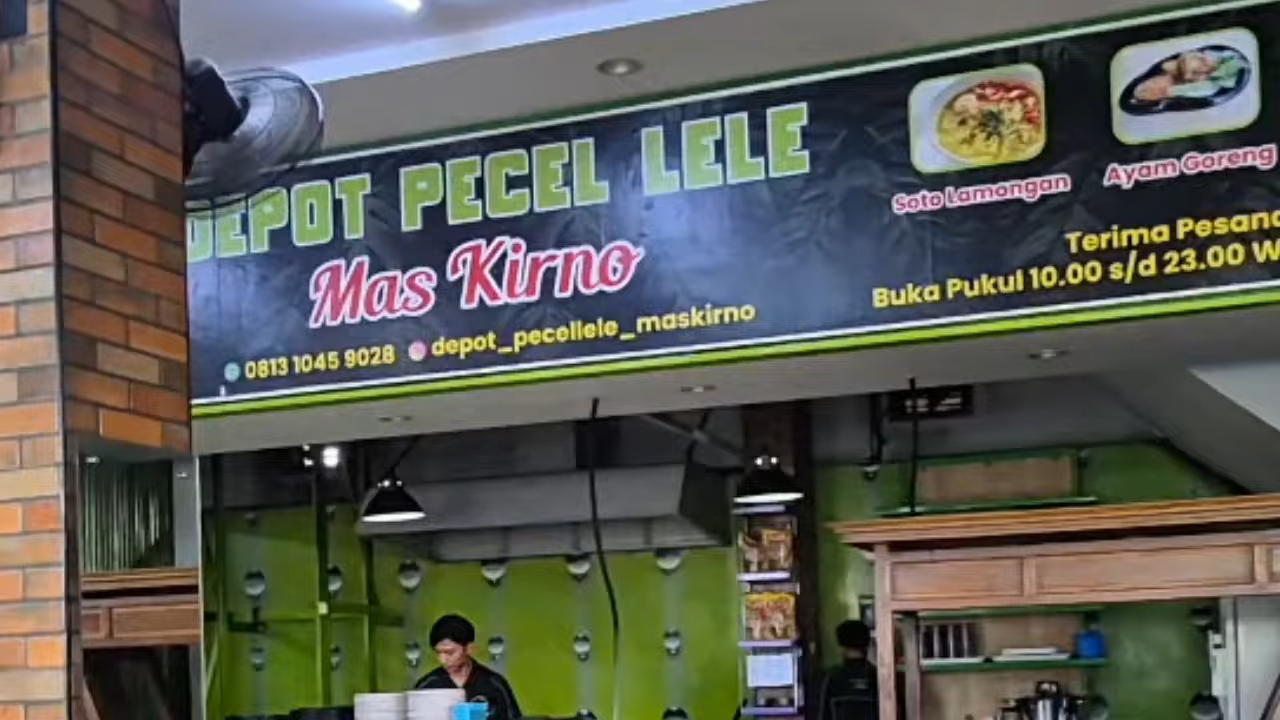 DEPOT PECEL LELE
Mas Kirno
0813 1045 9028 depot_pecellele_maskirno
Soto Lamongan
Ayam Goreng
Terima Pesana
Buka Pukul 10.00 s/d 23.00 W